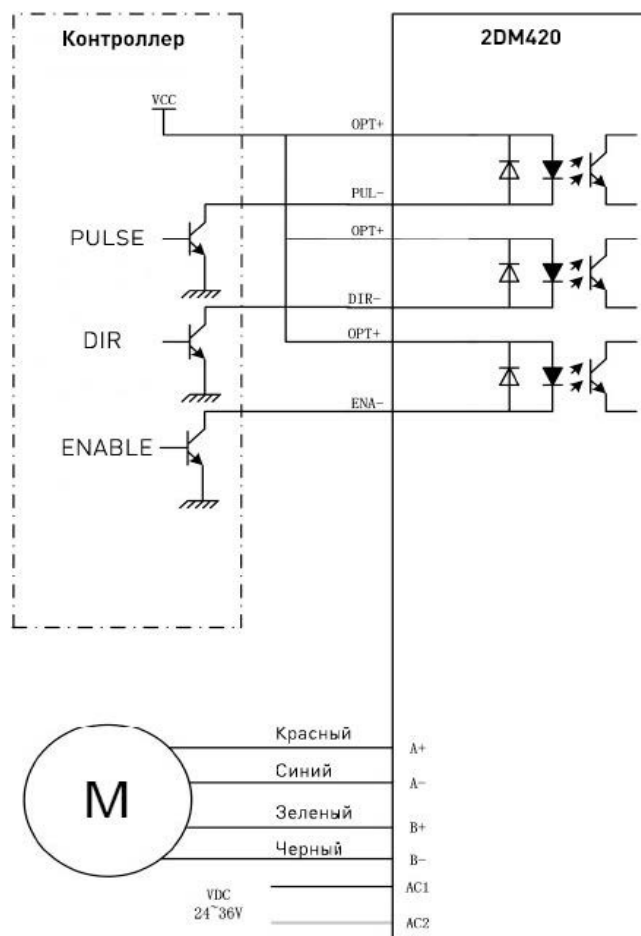 Контроллер
2DM420
VCC
OPT+
PUL-
PULSE
OPT+
DIR-
DIR
OPT+
ENA-
ENABLE
Красный
A+
Синий
A-
M
Зеленый
B+
Черный
B-
VDC
24~36V
AC1
AC2